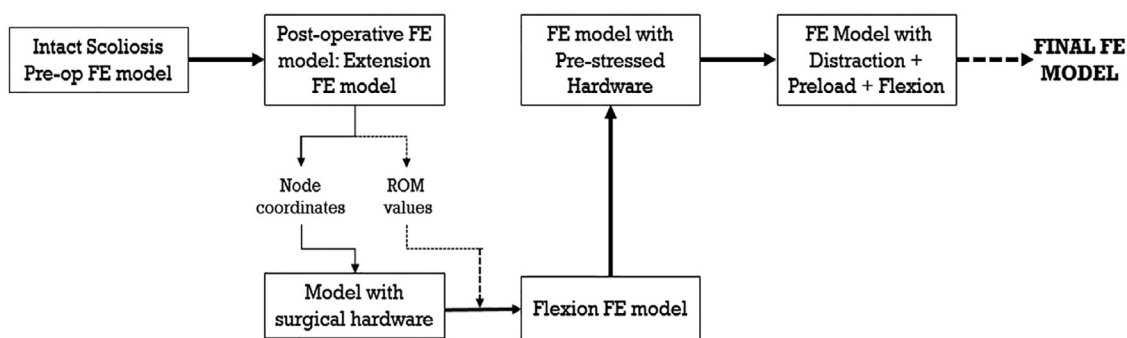 Intact Scoliosis
Pre-op FE model
Post-operative FE
model: Extension
FE model
Node
coordinates
ROM
values
Model with
surgical hardware
Flexion FE model
FE model with
Pre-stressed
Hardware
FE Model with
Distraction +
Preload + Flexion
FINAL FE
MODEL